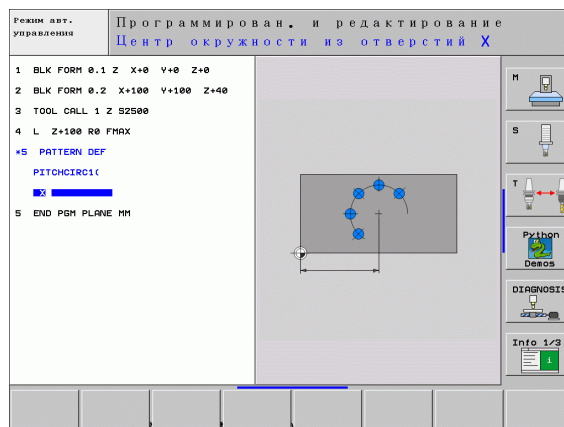 Режим авт.
управления
Программирован. и редактирование
Центр окружности из отверстий X
1 BLK FORM 0.1 Z X+0 Y+0 Z+0
2 BLK FORM 0.2 X+100 Y+100 Z+40
3 TOOL CALL 1 Z S2500
4 L Z+100 R0 FMAX
*5 PATTERN DEF
PITCHCIRC1(
X
5 END PGM PLANE MM
M
S
T
Python
Demos
DIAGNOSIS
Info 1/3
i